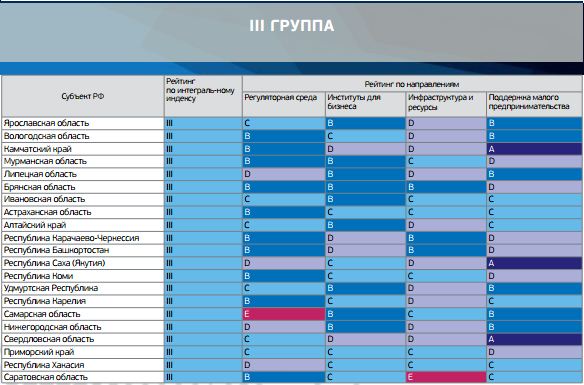 III ГРУППА
Субъект РФ
Рейтинг
по интеграль-ному
индексу
Рейтинг по направлениям
Регуляторная среда
Институты для
бизнеса
Инфраструктура и
ресурсы
Поддержка малого
предпринимательства
Ярославская область III C B D B
Вологодская область III B C D B
Камчатский край III B D D A
Мурманская область III B B C D
Липецкая область III D B D B
Брянская область III B B B D
Ивановская область III C B C B
Астраханская область III B C C C
Алтайский край III C B D C
Республика Карачаево-Черкессия III B D B D
Республика Башкортостан III B D B D
Республика Саха (Якутия) III D C D A
Республика Коми III B C C D
Удмуртская Республика III C B D B
Республика Карелия III B C D C
Самарская область III E B C B
Нижегородская область III D B D B
Свердловская область III C D D A
Приморский край III C C C D
Республика Хакасия III D C C C
Саратовская область III B C E B